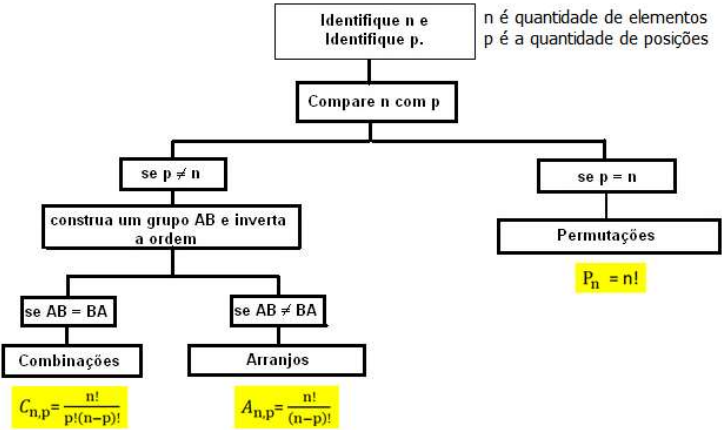 Identifique n e
Identifique p.
n é quantidade de elementos
p é a quantidade de posições
Compare n com p
se p ≠ n
se p = n
construa um grupo AB e inverta
a ordem
Permutações
Pₙ = n!
se AB = BA
se AB ≠ BA
Combinações
Arranjos
Cₙ,ₚ= n!/p!(n−p)!
Aₙ,ₚ= n!/(n−p)!